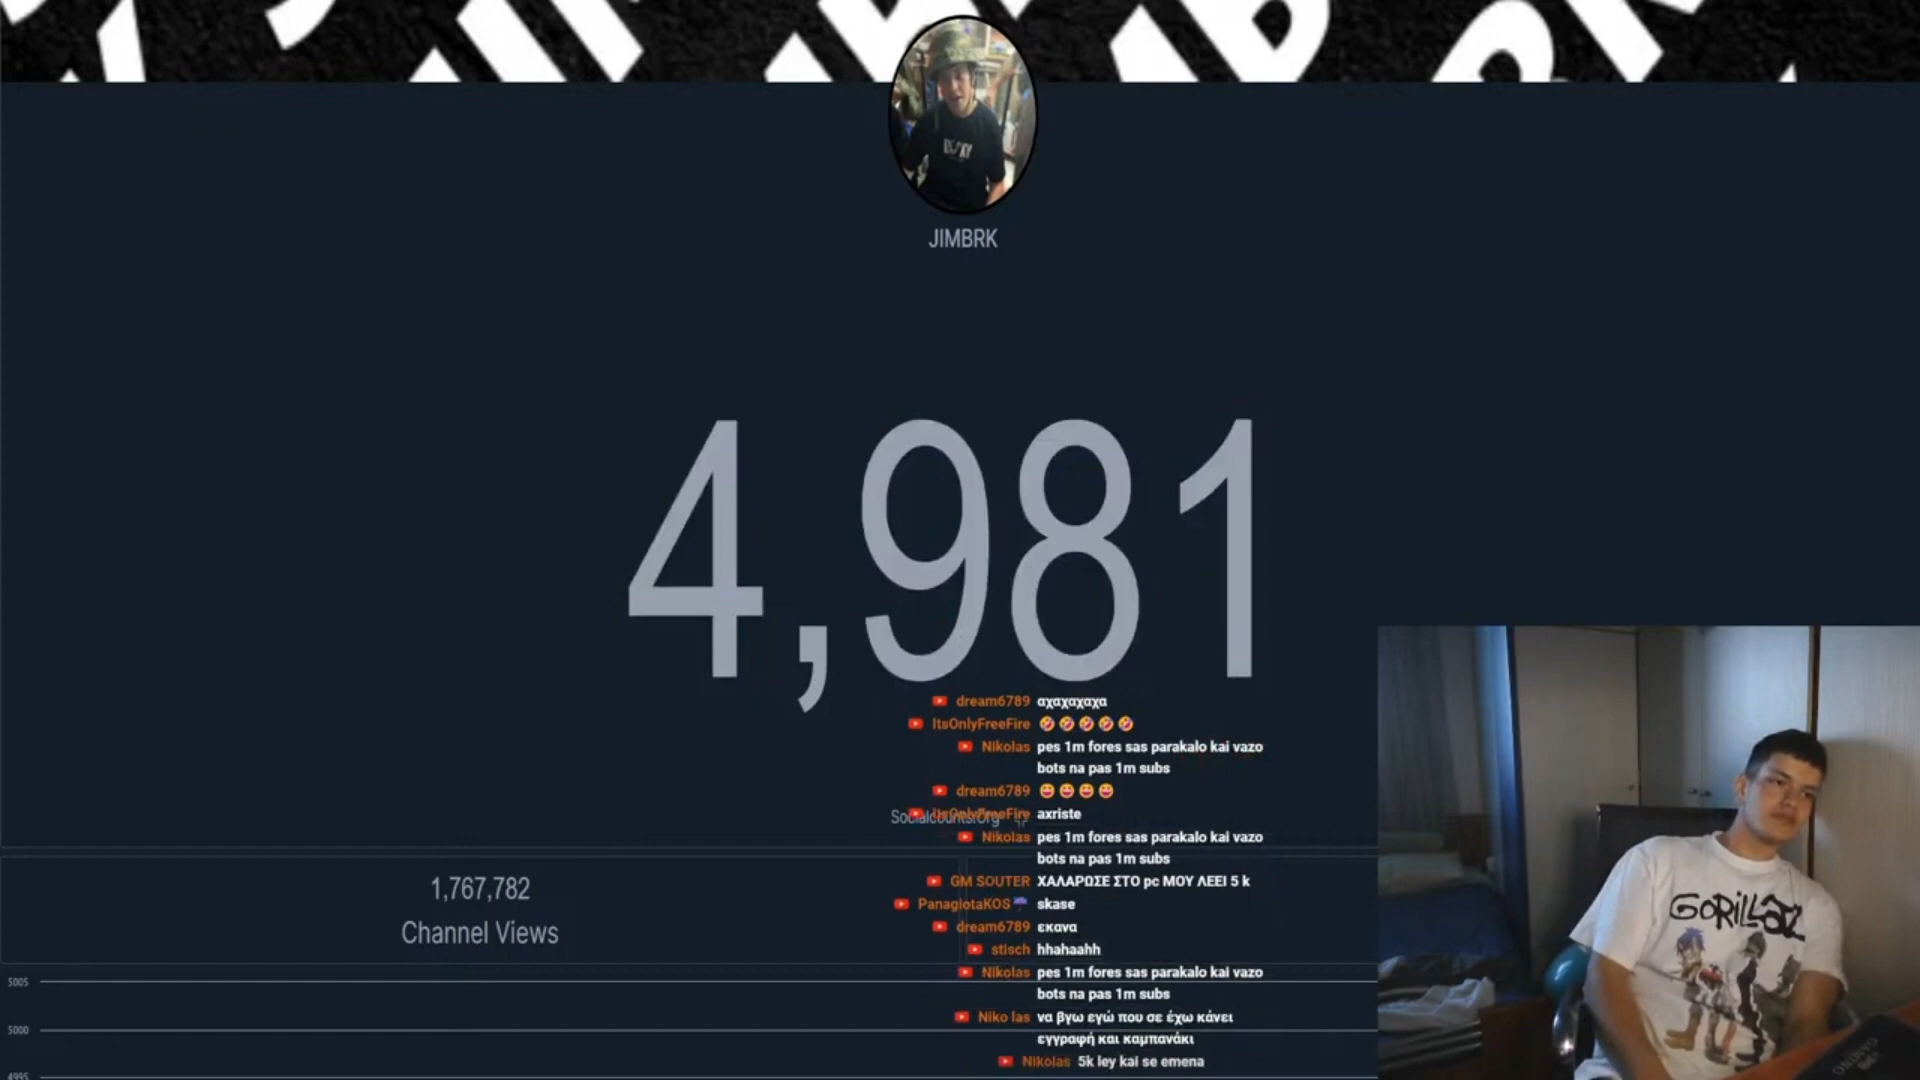 JIMBRK
4,981
dream6789 αχαχαχαχα
ItsOnlyFreeFire 🤣🤣🤣🤣🤣
Nikolas pes 1m fores sas parakalo kai vazo
bots na pas 1m subs
dream6789 😄😄😄😄
ItsOnlyFreeFire axriste
Socialcounts.org
Nikolas pes 1m fores sas parakalo kai vazo
bots na pas 1m subs
GM SOUTER ΧΑΛΑΡΩΣΕ ΣΤΟ pc ΜΟΥ ΛΕΕΙ 5 k
PanagiotaKOS☔ skase
dream6789 εκανα
stisch hhahaahh
Nikolas pes 1m fores sas parakalo kai vazo
bots na pas 1m subs
Niko las να βγω εγώ που σε έχω κάνει
εγγραφή και καμπανάκι
Nikolas 5k ley kai se emena
1,767,782
Channel Views
5005
5000
4995
GORILLAZ